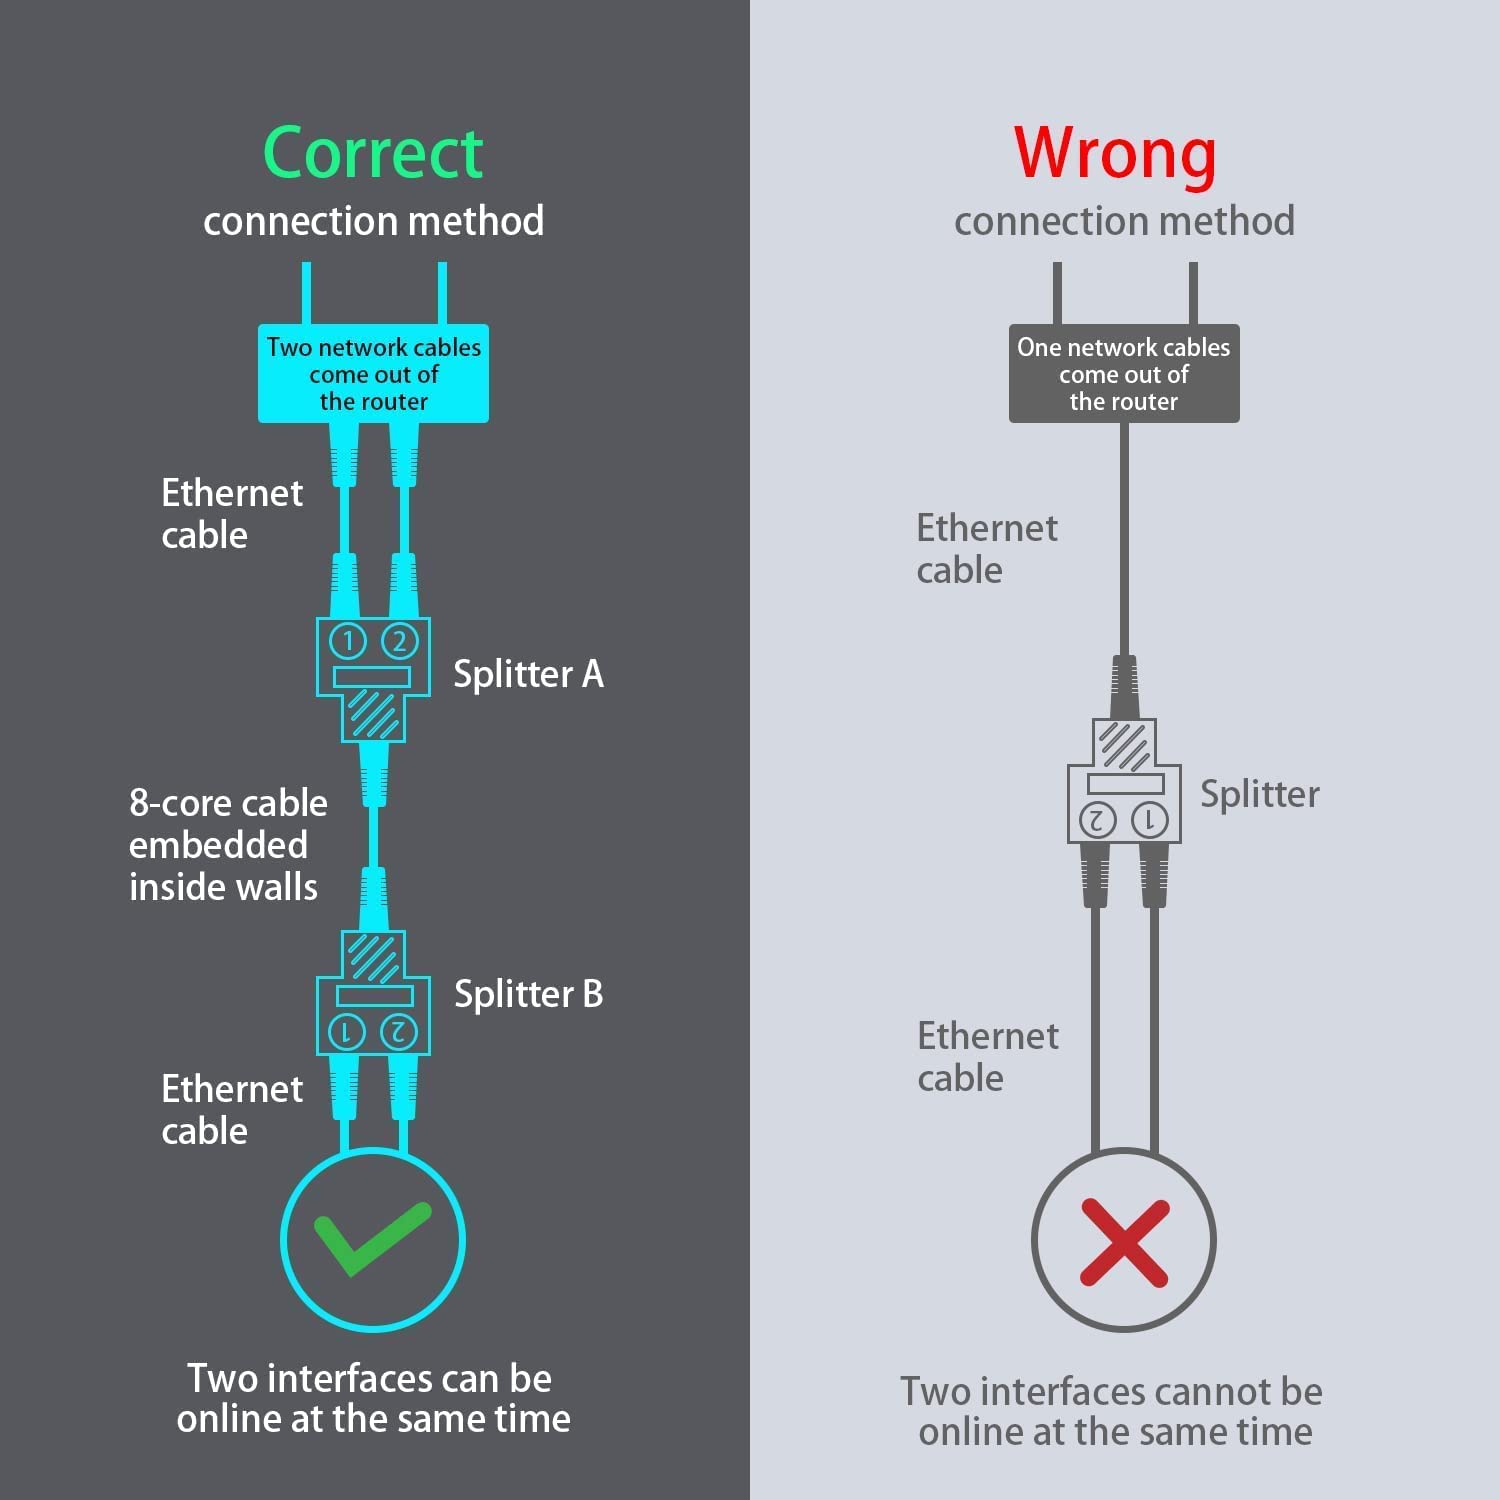 Correct
connection method
Two network cables
come out of
the router
Ethernet
cable
1 2
Splitter A
8-core cable
embedded
inside walls
Splitter B
1 2
Ethernet
cable
Two interfaces can be
online at the same time
Wrong
connection method
One network cables
come out of
the router
Ethernet
cable
Splitter
2 1
Ethernet
cable
Two interfaces cannot be
online at the same time